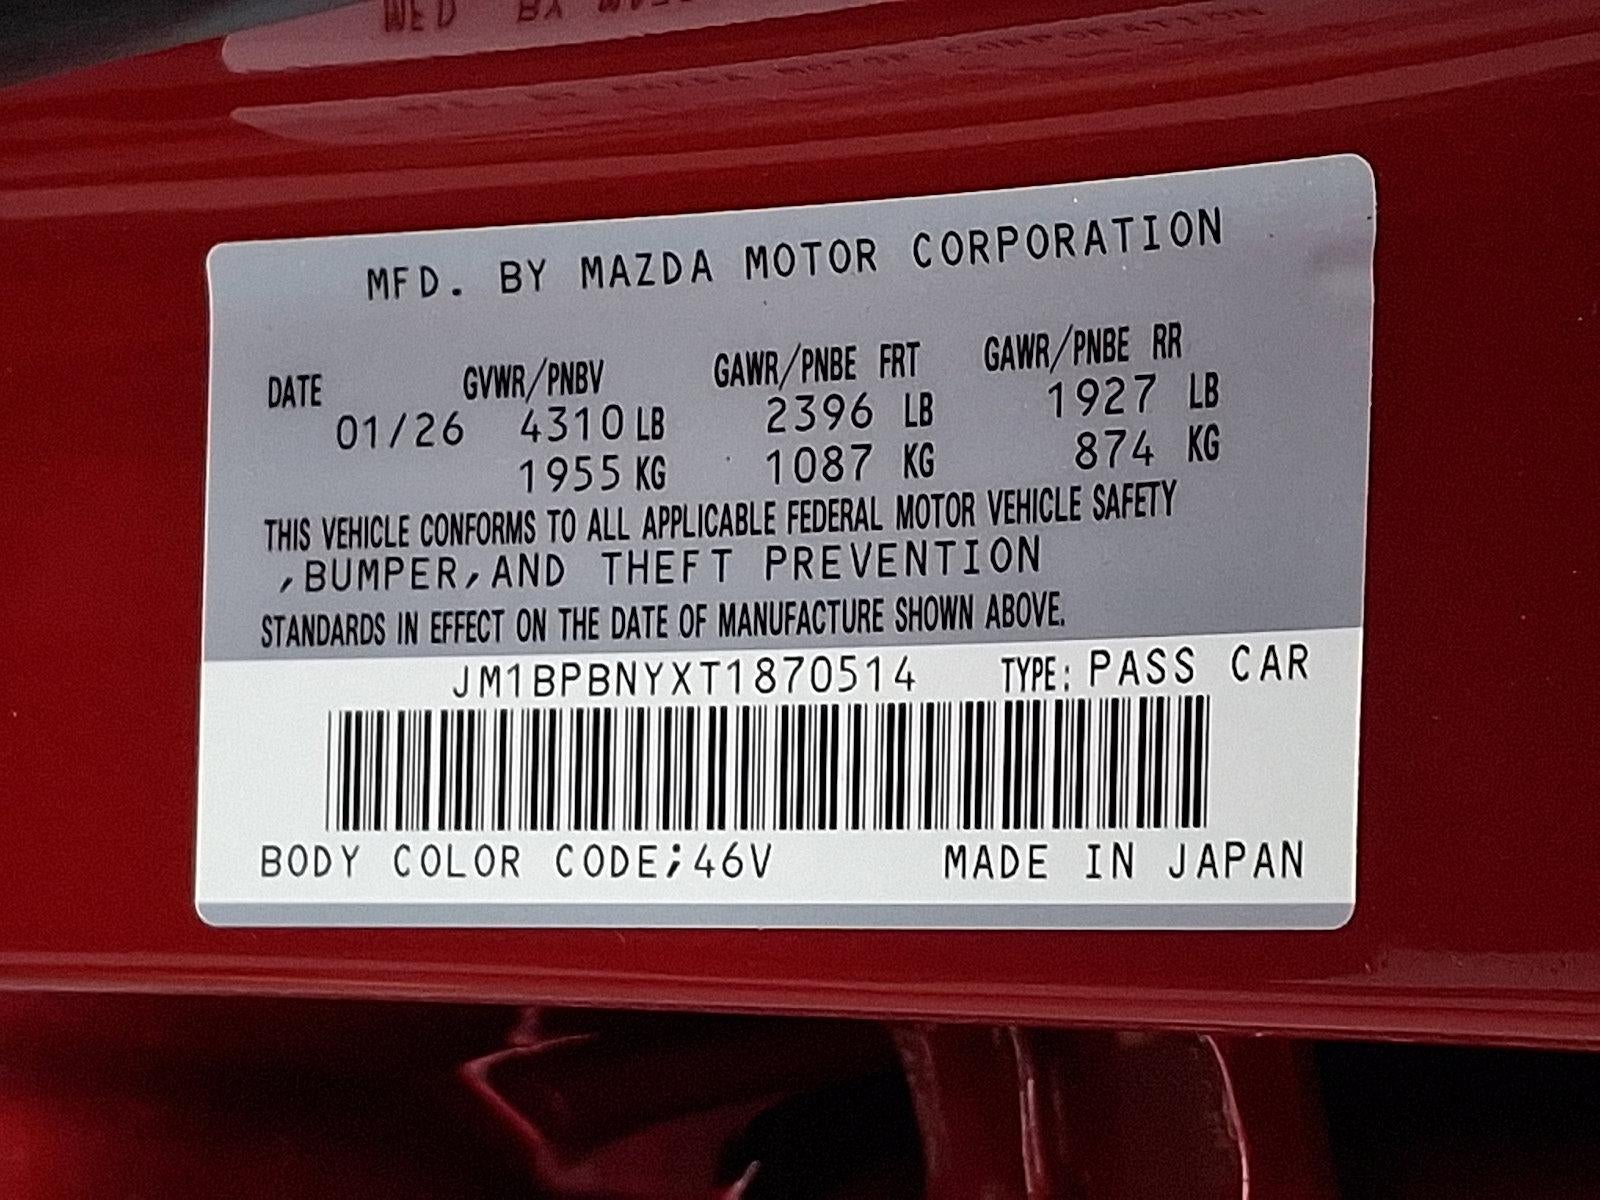 MFD. BY MAZDA MOTOR CORPORATION
DATE GVWR/PNBV GAWR/PNBE FRT GAWR/PNBE RR
01/26 4310 LB 2396 LB 1927 LB
1955 KG 1087 KG 874 KG
THIS VEHICLE CONFORMS TO ALL APPLICABLE FEDERAL MOTOR VEHICLE SAFETY
,BUMPER,AND THEFT PREVENTION
STANDARDS IN EFFECT ON THE DATE OF MANUFACTURE SHOWN ABOVE.
JM1BPBNYXT1870514 TYPE: PASS CAR
BODY COLOR CODE;46V MADE IN JAPAN